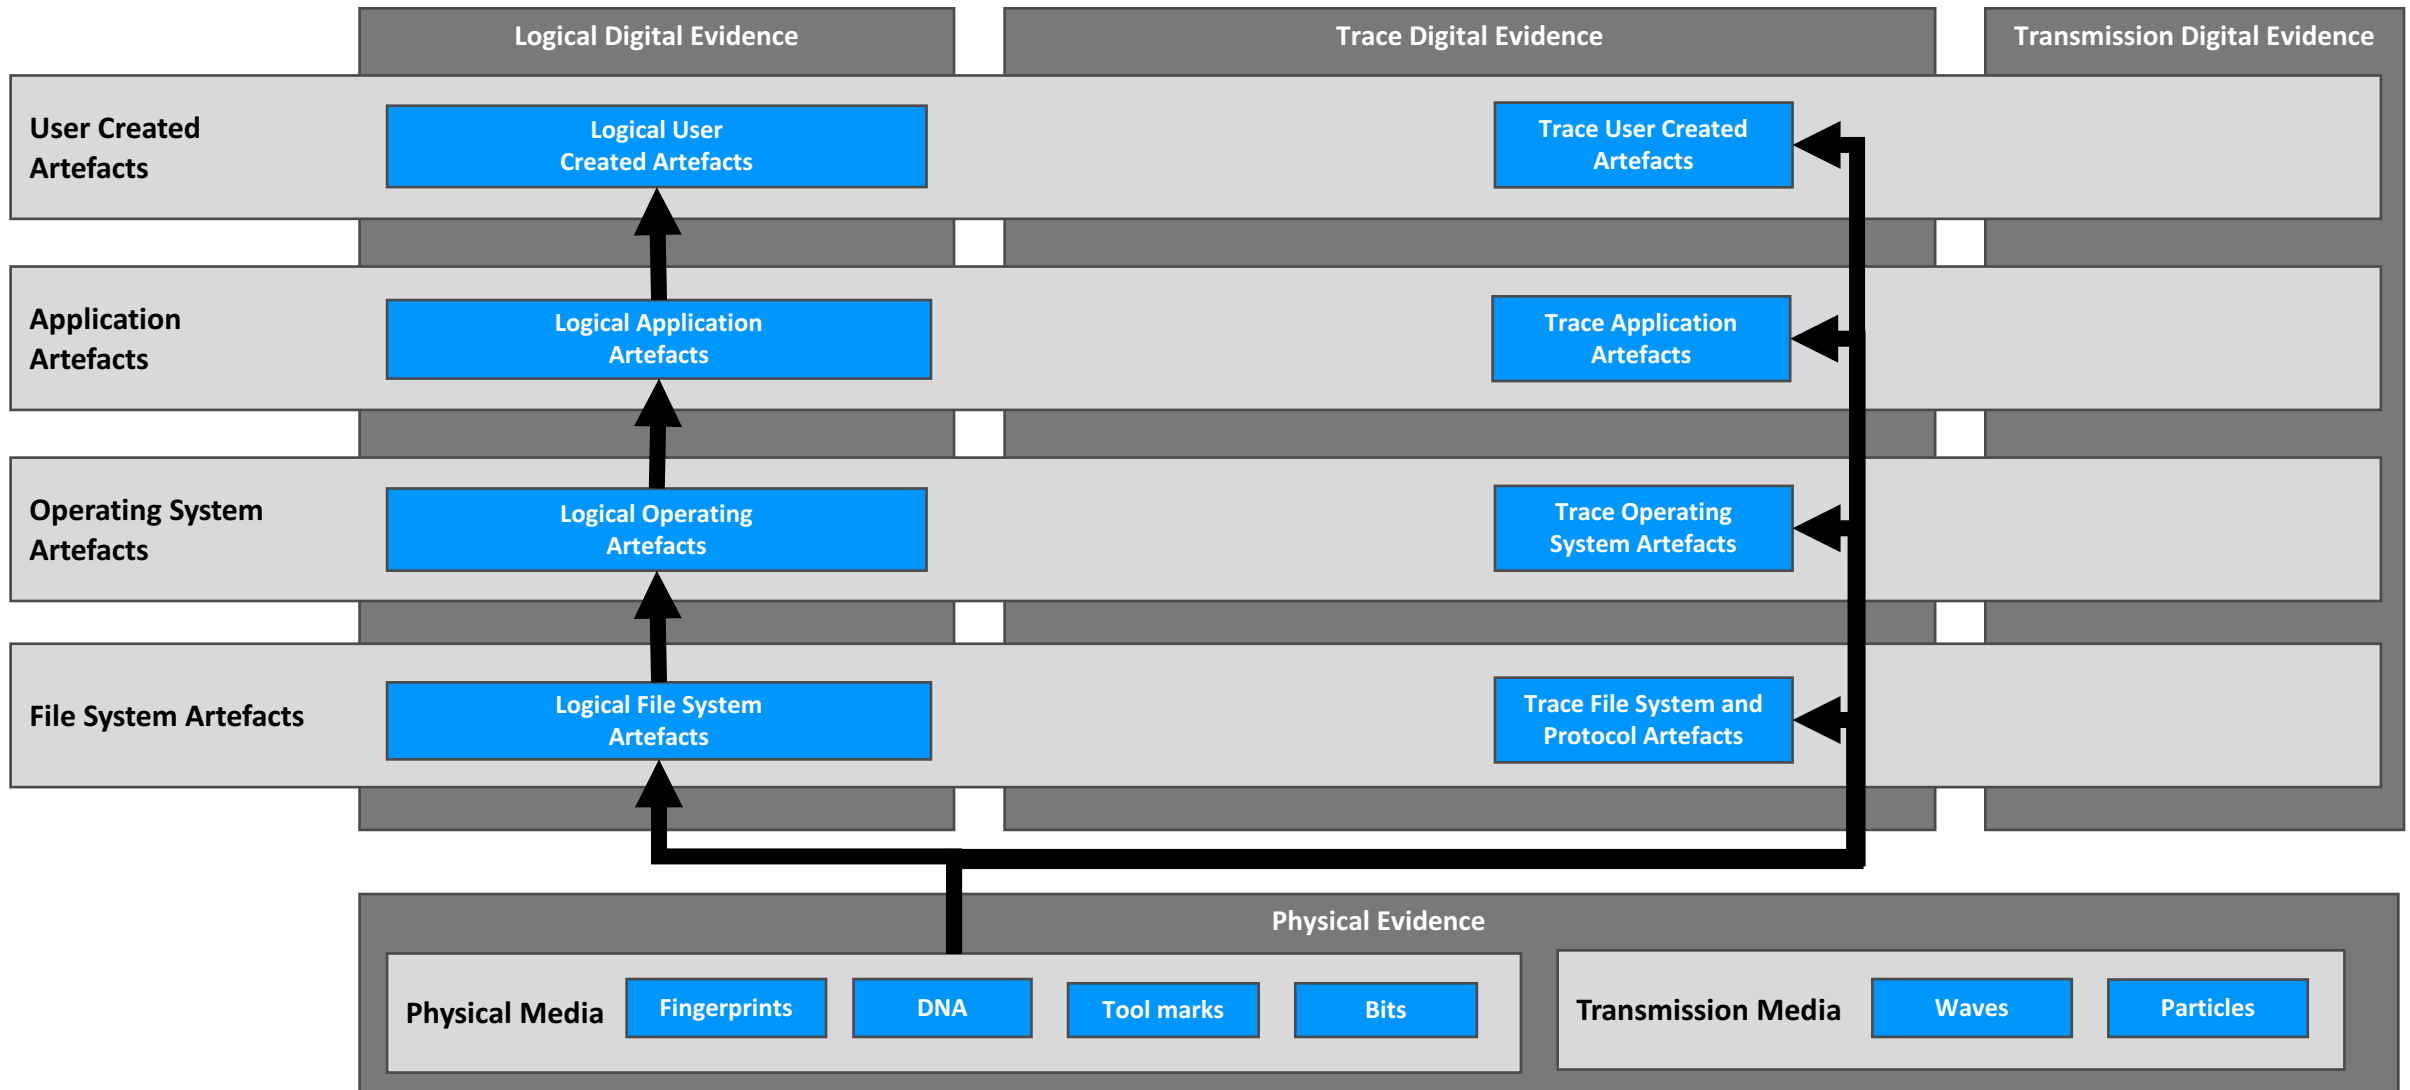 Logical Digital Evidence
Trace Digital Evidence
Transmission Digital Evidence
User Created
Artefacts
Logical User
Created Artefacts
Trace User Created
Artefacts
Application
Artefacts
Logical Application
Artefacts
Trace Application
Artefacts
Operating System
Artefacts
Logical Operating
Artefacts
Trace Operating
System Artefacts
File System Artefacts
Logical File System
Artefacts
Trace File System and
Protocol Artefacts
Physical Evidence
Physical Media
Fingerprints
DNA
Tool marks
Bits
Transmission Media
Waves
Particles